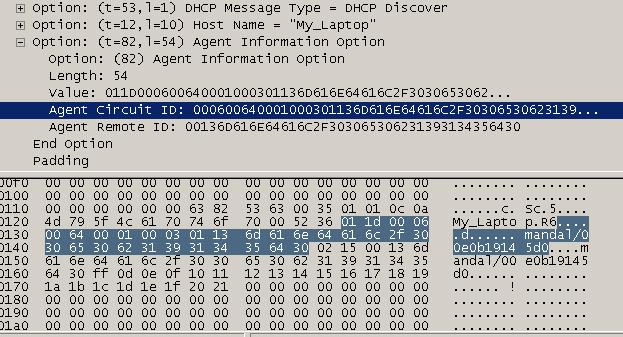 Option: (t=53,l=1) DHCP Message Type = DHCP Discover
Option: (t=12,l=10) Host Name = "My_Laptop"
Option: (t=82,l=54) Agent Information Option
Option: (82) Agent Information Option
Length: 54
Value: 011D000600640001000301136D616E64616C2F3030653062...
Agent Circuit ID: 000600640001000301136D616E64616C2F30306530623139...
Agent Remote ID: 00136D616E64616C2F303065306231393134356430
End Option
Padding
00f0 00 00 00 00 00 00 00 00 00 00 00 00 00 00 00 00 ........ ........
0100 00 00 00 00 00 00 00 00 00 00 00 00 00 00 00 00 ........ ........
0110 00 00 00 00 00 00 63 82 53 63 00 35 01 01 0c 0a ......c. Sc.5....
0120 4d 79 5f 4c 61 70 74 6f 70 00 52 36 01 1d 00 06 My_Lapto p.R6....
0130 00 64 00 01 00 03 01 13 6d 61 6e 64 61 6c 2f 30 .d...... mandal/0
0140 30 65 30 62 31 39 31 34 35 64 30 02 15 00 13 6d 0e0b1914 5d0....m
0150 61 6e 64 61 6c 2f 30 30 65 30 62 31 39 31 34 35 andal/00 e0b19145
0160 64 30 ff 0d 0e 0f 10 11 12 13 14 15 16 17 18 19 d0...... ........
0170 1a 1b 1c 1d 1e 1f 20 21 00 00 00 00 00 00 00 00 ...... ! ........
0180 00 00 00 00 00 00 00 00 00 00 00 00 00 00 00 00 ........ ........
0190 00 00 00 00 00 00 00 00 00 00 00 00 00 00 00 00 ........ ........
01a0 00 00 00 00 00 00 00 00 00 00 00 00 00 00 00 00 ........ ........